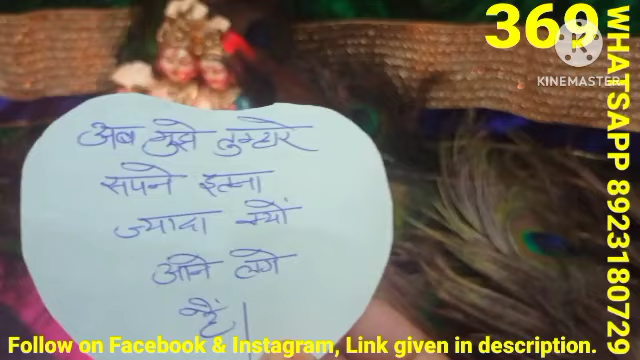 369
KINEMASTER
WHATSAPP 8923180729
अब मुझे तुम्हारे
सपने इतना
ज्यादा क्यों
आने लगे
हैं।
Follow on Facebook & Instagram, Link given in description.